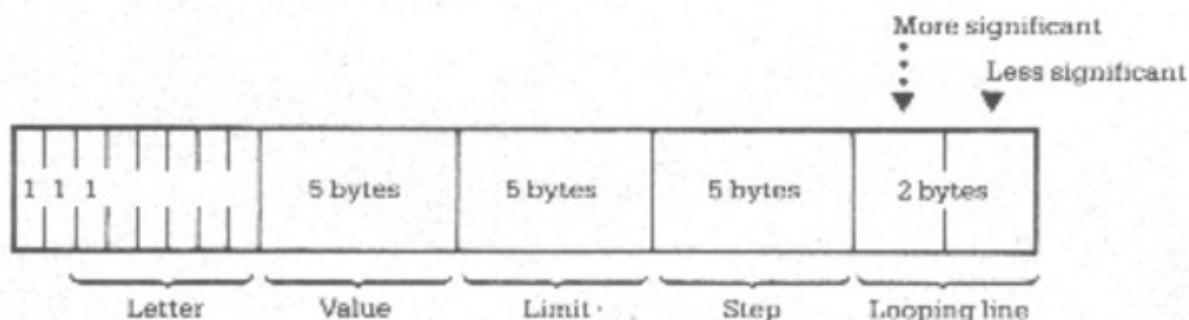 More significant
Less significant
1 1 1
5 bytes
5 bytes
5 bytes
2 bytes
Letter
Value
Limit
Step
Looping line